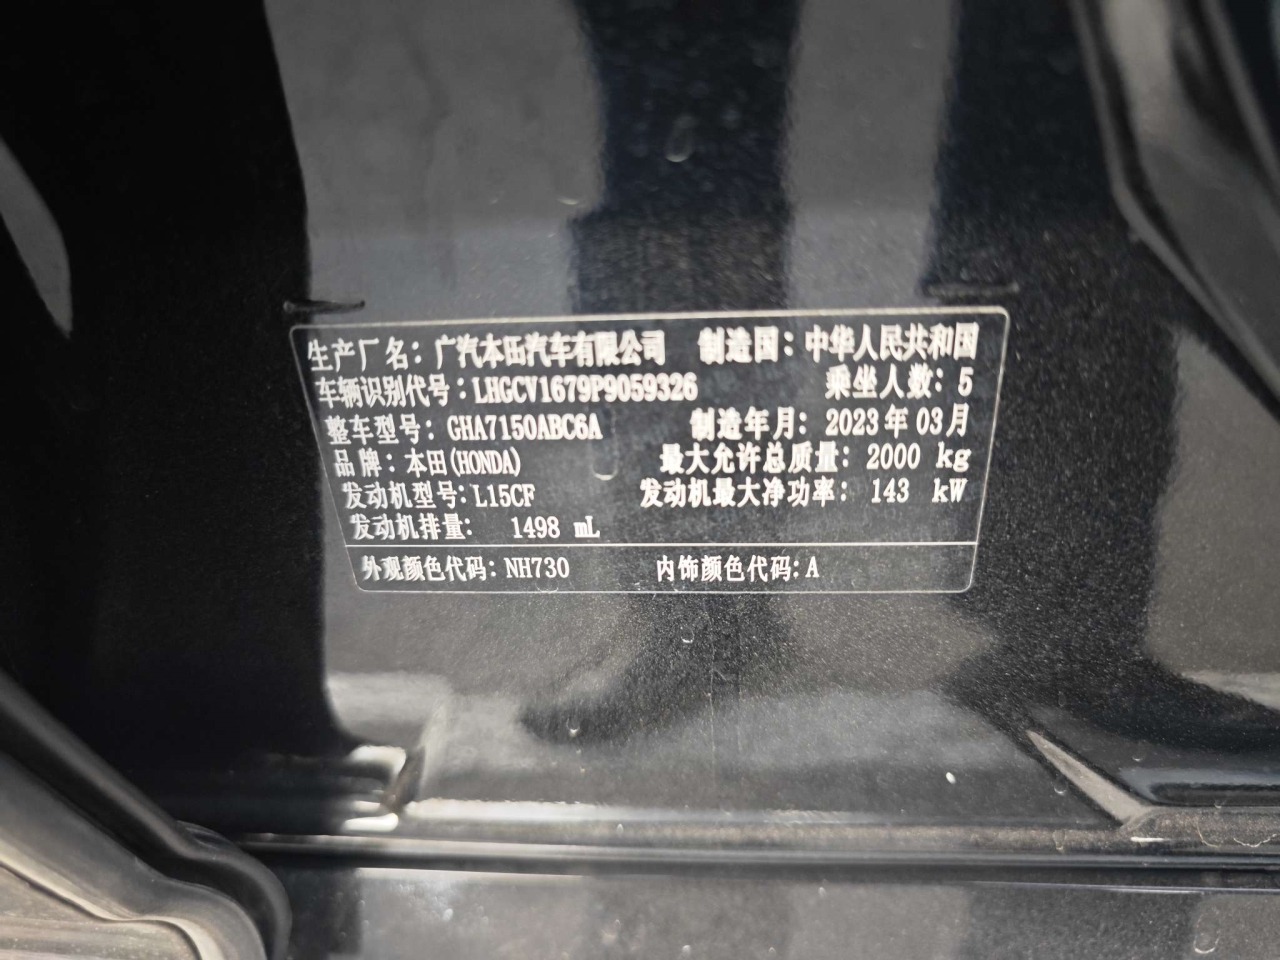 生产厂名：广汽本田汽车有限公司 制造国：中华人民共和国
车辆识别代号：LHGCV1679P9059326 乘坐人数：5
整车型号：GHA7150ABC6A 制造年月：2023年03月
品牌：本田(HONDA) 最大允许总质量：2000 kg
发动机型号：L15CF 发动机最大净功率：143 kW
发动机排量：1498 mL
外观颜色代码：NH730 内饰颜色代码：A